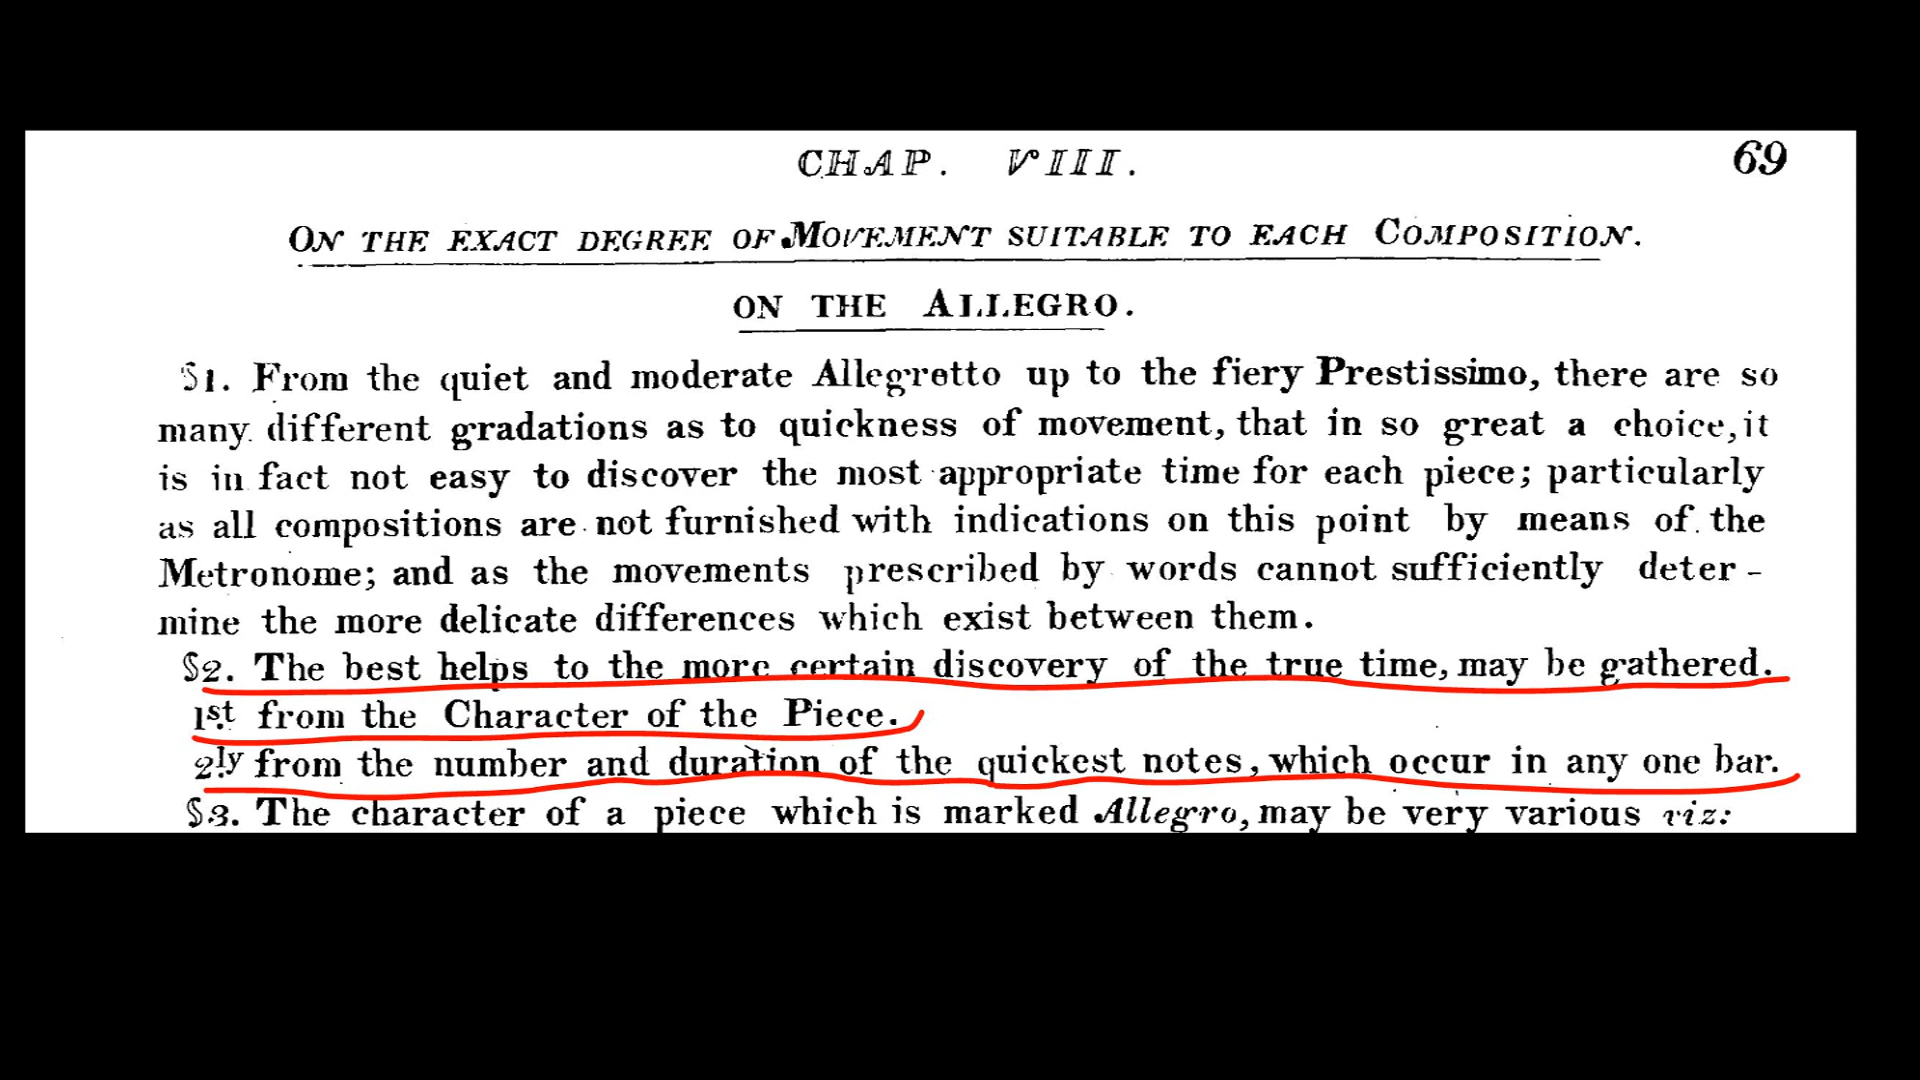 CHAP. VIII. 69
ON THE EXACT DEGREE OF MOVEMENT SUITABLE TO EACH COMPOSITION.
ON THE ALLEGRO.
§1. From the quiet and moderate Allegretto up to the fiery Prestissimo, there are so
many different gradations as to quickness of movement, that in so great a choice, it
is in fact not easy to discover the most appropriate time for each piece; particularly
as all compositions are not furnished with indications on this point by means of the
Metronome; and as the movements prescribed by words cannot sufficiently deter-
mine the more delicate differences which exist between them.
§2. The best helps to the more certain discovery of the true time, may be gathered.
1st from the Character of the Piece.
2ly from the number and duration of the quickest notes, which occur in any one bar.
§3. The character of a piece which is marked Allegro, may be very various viz: